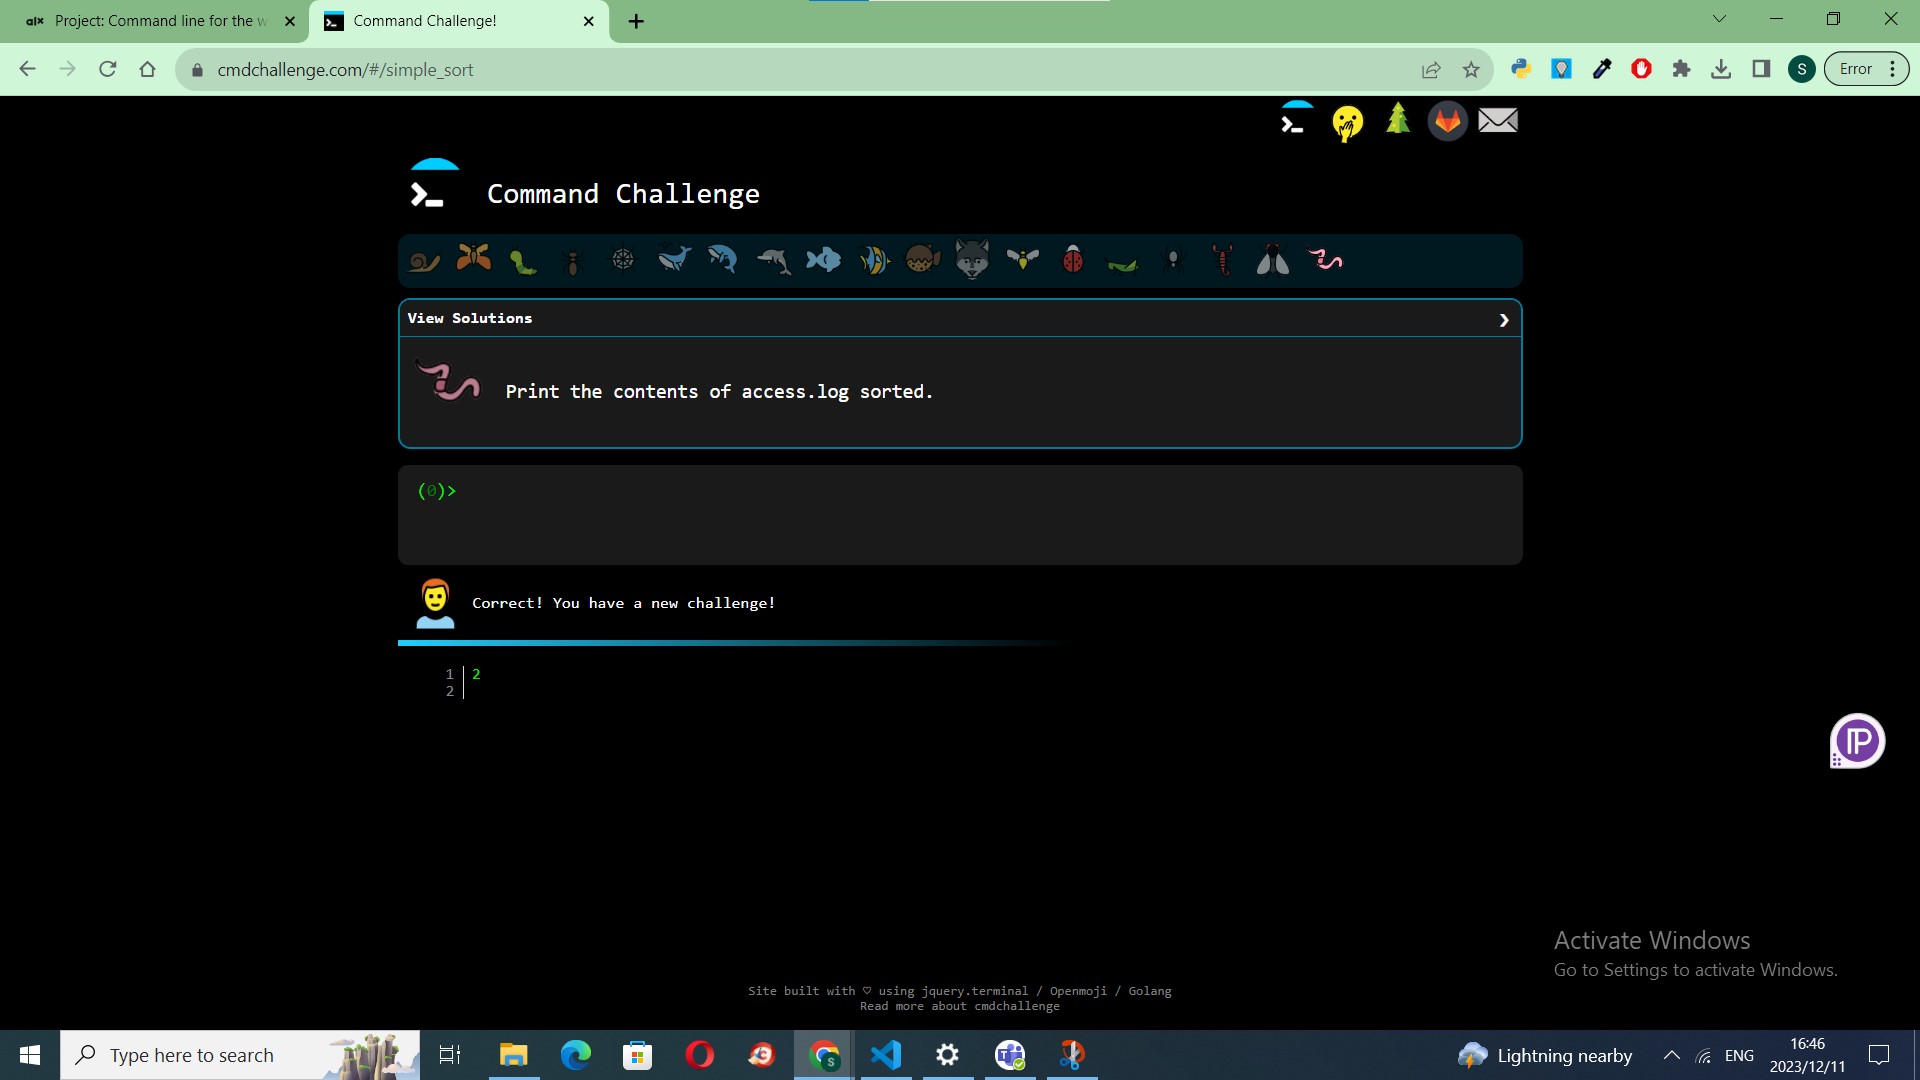 alx Project: Command line for the w
Command Challenge!
cmdchallenge.com/#/simple_sort
S
Error
Command Challenge
View Solutions
Print the contents of access.log sorted.
(0)>
Correct! You have a new challenge!
1 2
2
Activate Windows
Go to Settings to activate Windows.
Site built with ♡ using jquery.terminal / Openmoji / Golang
Read more about cmdchallenge
Type here to search
Lightning nearby
ENG
16:46
2023/12/11